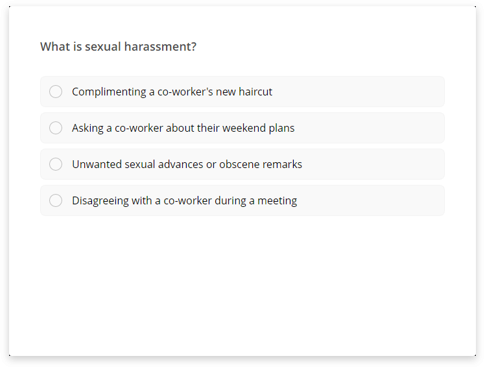 What is sexual harassment?
Complimenting a co-worker's new haircut
Asking a co-worker about their weekend plans
Unwanted sexual advances or obscene remarks
Disagreeing with a co-worker during a meeting